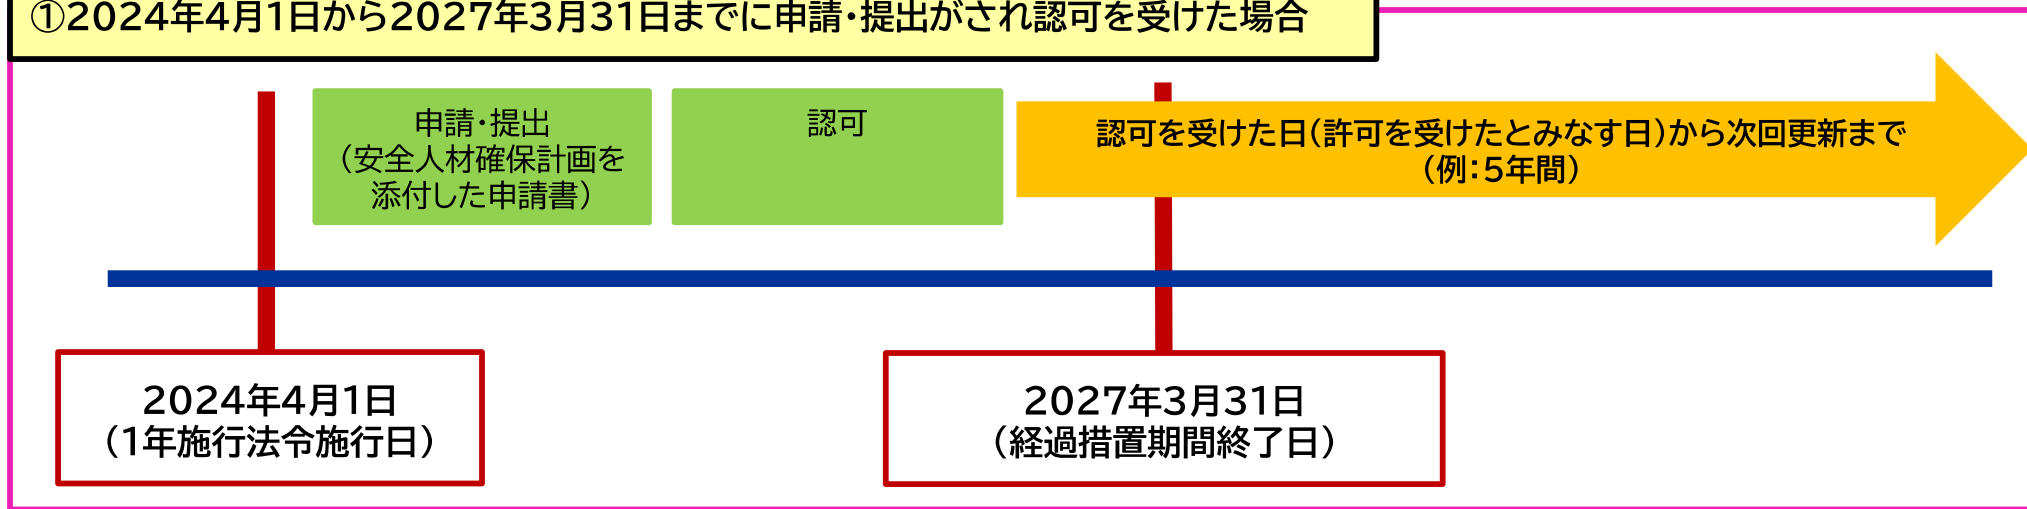 ①2024年4月1日から2027年3月31日までに申請・提出がされ認可を受けた場合
申請・提出
（安全人材確保計画を
添付した申請書）
認可
認可を受けた日（許可を受けたとみなす日）から次回更新まで
（例：5年間）
2024年4月1日
（1年施行法令施行日）
2027年3月31日
（経過措置期間終了日）